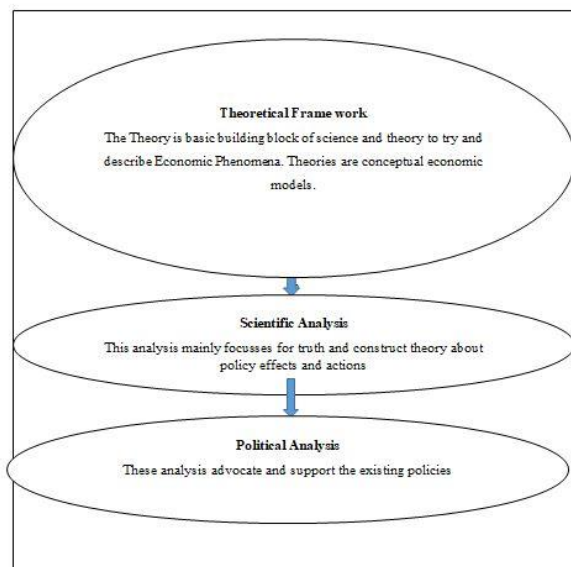 Theoretical Frame work
The Theory is basic building block of science and theory to try and
describe Economic Phenomena. Theories are conceptual economic
models.
Scientific Analysis
This analysis mainly focusses for truth and construct theory about
policy effects and actions
Political Analysis
These analysis advocate and support the existing policies